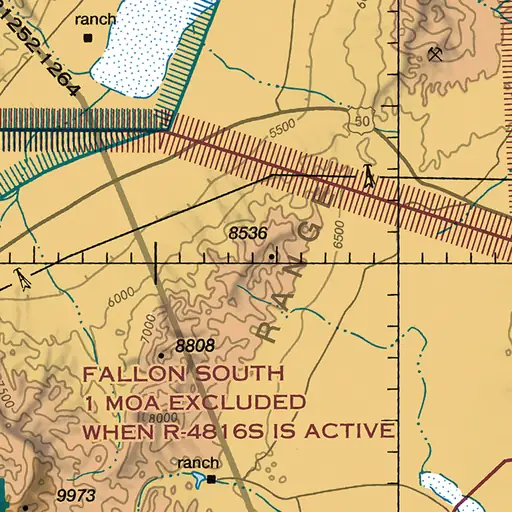 ranch
1252-1264
5500
50
8536
6500
RANGE
6000
7000
8808
FALLON SOUTH
1 MOA EXCLUDED
8000
WHEN R-4816S IS ACTIVE
7500
ranch
9973